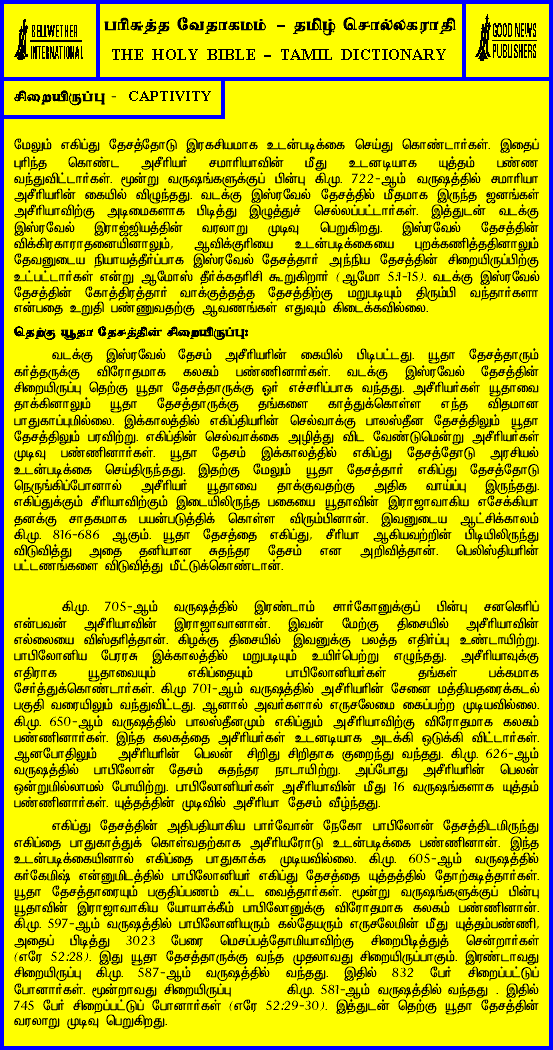 BELLWETHER
INTERNATIONAL
பரிசுத்த வேதாகமம் - தமிழ் சொல்லகராதி
THE HOLY BIBLE - TAMIL DICTIONARY
GOOD NEWS
PUBLISHERS
சிறையிருப்பு - CAPTIVITY
மேலும் எகிப்து தேசத்தோடு இரகசியமாக உடன்படிக்கை செய்து கொண்டார்கள். இதைப்
புரிந்த கொண்ட அசீரியர் சமாரியாவின் மீது உடனடியாக யுத்தம் பண்ண
வந்துவிட்டார்கள். மூன்று வருஷங்களுக்குப் பின்பு கி.மு. 722-ஆம் வருஷத்தில் சமாரியா
அசீரியரின் கையில் விழுந்தது. வடக்கு இஸ்ரவேல் தேசத்தில் மீதமாக இருந்த ஜனங்கள்
அசீரியாவிற்கு அடிமைகளாக பிடித்து இழுத்துச் செல்லப்பட்டார்கள். இத்துடன் வடக்கு
இஸ்ரவேல் இராஜ்ஜியத்தின் வரலாறு முடிவு பெறுகிறது. இஸ்ரவேல் தேசத்தின்
விக்கிரகாராதனையினாலும், ஆவிக்குரிய உடன்படிக்கையை புறக்கணித்ததினாலும்
தேவனுடைய நியாயத்தீர்ப்பாக இஸ்ரவேல் தேசத்தார் அந்நிய தேசத்தின் சிறையிருப்பிற்கு
உட்பட்டார்கள் என்று ஆமோஸ் தீர்க்கதரிசி கூறுகிறார் (ஆமோ 5:1-15). வடக்கு இஸ்ரவேல்
தேசத்தின் கோத்திரத்தார் வாக்குத்தத்த தேசத்திற்கு மறுபடியும் திரும்பி வந்தார்களா
என்பதை உறுதி பண்ணுவதற்கு ஆவணங்கள் எதுவும் கிடைக்கவில்லை.
தெற்கு யூதா தேசத்தின் சிறையிருப்பு:
வடக்கு இஸ்ரவேல் தேசம் அசீரியரின் கையில் பிடிபட்டது. யூதா தேசத்தாரும்
கர்த்தருக்கு விரோதமாக கலகம் பண்ணினார்கள். வடக்கு இஸ்ரவேல் தேசத்தின்
சிறையிருப்பு தெற்கு யூதா தேசத்தாருக்கு ஓர் எச்சரிப்பாக வந்தது. அசீரியர்கள் யூதாவை
தாக்கினாலும் யூதா தேசத்தாருக்கு தங்களை காத்துக்கொள்ள எந்த விதமான
பாதுகாப்புமில்லை. இக்காலத்தில் எகிப்தியரின் செல்வாக்கு பாலஸ்தீன தேசத்திலும் யூதா
தேசத்திலும் பரவிற்று. எகிப்தின் செல்வாக்கை அழித்து விட வேண்டுமென்று அசீரியர்கள்
முடிவு பண்ணினார்கள். யூதா தேசம் இக்காலத்தில் எகிப்து தேசத்தோடு அரசியல்
உடன்படிக்கை செய்திருந்தது. இதற்கு மேலும் யூதா தேசத்தார் எகிப்து தேசத்தோடு
நெருங்கிப்போனால் அசீரியர் யூதாவை தாக்குவதற்கு அதிக வாய்ப்பு இருந்தது.
எகிப்துக்கும் சீரியாவிற்கும் இடையிலிருந்த பகையை யூதாவின் இராஜாவாகிய எசேக்கியா
தனக்கு சாதகமாக பயன்படுத்திக் கொள்ள விரும்பினான். இவனுடைய ஆட்சிக்காலம்
கி.மு. 816-686 ஆகும். யூதா தேசத்தை எகிப்து, சீரியா ஆகியவற்றின் பிடியிலிருந்து
விடுவித்து அதை தனியான சுதந்தர தேசம் என அறிவித்தான். பெலிஸ்தியரின்
பட்டணங்களை விடுவித்து மீட்டுக்கொண்டான்.
கி.மு. 705-ஆம் வருஷத்தில் இரண்டாம் சார்கோனுக்குப் பின்பு சனகெரிப்
என்பவன் அசீரியாவின் இராஜாவானான். இவன் மேற்கு திசையில் அசீரியாவின்
எல்லையை விஸ்தரித்தான். கிழக்கு திசையில் இவனுக்கு பலத்த எதிர்ப்பு உண்டாயிற்று.
பாபிலோனிய பேரரசு இக்காலத்தில் மறுபடியும் உயிர்பெற்று எழுந்தது. அசீரியாவுக்கு
எதிராக யூதாவையும் எகிப்தையும் பாபிலோனியர்கள் தங்கள் பக்கமாக
சேர்த்துக்கொண்டார்கள். கி.மு 701-ஆம் வருஷத்தில் அசீரியரின் சேனை மத்தியதரைக்கடல்
பகுதி வரையிலும் வந்துவிட்டது. ஆனால் அவர்களால் எருசலேமை கைப்பற்ற முடியவில்லை.
கி.மு. 650-ஆம் வருஷத்தில் பாலஸ்தீனமும் எகிப்தும் அசீரியாவிற்கு விரோதமாக கலகம்
பண்ணினார்கள். இந்த கலகத்தை அசீரியர்கள் உடனடியாக அடக்கி ஒடுக்கி விட்டார்கள்.
ஆனபோதிலும் அசீரியரின் பெலன் சிறிது சிறிதாக குறைந்து வந்தது. கி.மு. 626-ஆம்
வருஷத்தில் பாபிலோன் தேசம் சுதந்தர நாடாயிற்று. அப்போது அசீரியரின் பெலன்
ஒன்றுமில்லாமல் போயிற்று. பாபிலோனியர்கள் அசீரியாவின் மீது 16 வருஷங்களாக யுத்தம்
பண்ணினார்கள். யுத்தத்தின் முடிவில் அசீரியா தேசம் வீழ்ந்தது.
எகிப்து தேசத்தின் அதிபதியாகிய பார்வோன் நேகோ பாபிலோன் தேசத்திடமிருந்து
எகிப்தை பாதுகாத்துக் கொள்வதற்காக அசீரியரோடு உடன்படிக்கை பண்ணினான். இந்த
உடன்படிக்கையினால் எகிப்தை பாதுகாக்க முடியவில்லை. கி.மு. 605-ஆம் வருஷத்தில்
கர்கேமிஷ் என்னுமிடத்தில் பாபிலோனியர் எகிப்து தேசத்தை யுத்தத்தில் தோற்கடித்தார்கள்.
யூதா தேசத்தாரையும் பகுதிப்பணம் கட்ட வைத்தார்கள். மூன்று வருஷங்களுக்குப் பின்பு
யூதாவின் இராஜாவாகிய யோயாக்கீம் பாபிலோனுக்கு விரோதமாக கலகம் பண்ணினான்.
கி.மு. 597-ஆம் வருஷத்தில் பாபிலோனியரும் கல்தேயரும் எருசலேமின் மீது யுத்தம்பண்ணி,
அதைப் பிடித்து 3023 பேரை மெசப்பத்தோமியாவிற்கு சிறைபிடித்துச் சென்றார்கள்
(எரே 52:28). இது யூதா தேசத்தாருக்கு வந்த முதலாவது சிறையிருப்பாகும். இரண்டாவது
சிறையிருப்பு கி.மு. 587-ஆம் வருஷத்தில் வந்தது. இதில் 832 பேர் சிறைப்பட்டுப்
போனார்கள். மூன்றாவது சிறையிருப்பு கி.மு. 581-ஆம் வருஷத்தில் வந்தது . இதில்
745 பேர் சிறைப்பட்டுப் போனார்கள் (எரே 52:29-30). இத்துடன் தெற்கு யூதா தேசத்தின்
வரலாறு முடிவு பெறுகிறது.